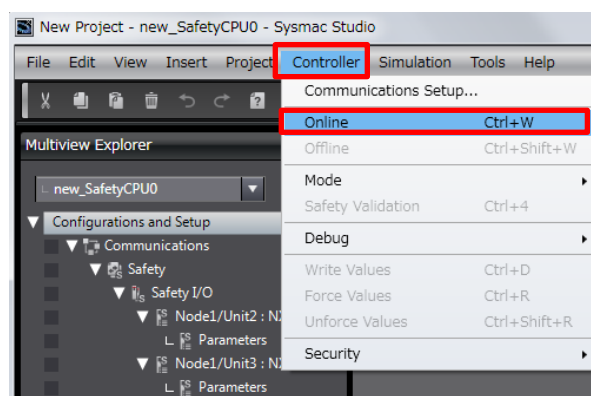 New Project - new_SafetyCPU0 - Sysmac Studio
File Edit View Insert Project Controller Simulation Tools Help
Communications Setup...
Online Ctrl+W
Multiview Explorer
Offline Ctrl+Shift+W
new_SafetyCPU0
Mode
Safety Validation Ctrl+4
Configurations and Setup
Debug
Communications
Safety
Write Values Ctrl+D
Safety I/O
Force Values Ctrl+R
Node1/Unit2 : N
Unforce Values Ctrl+Shift+R
Parameters
Security
Node1/Unit3 : N
Parameters